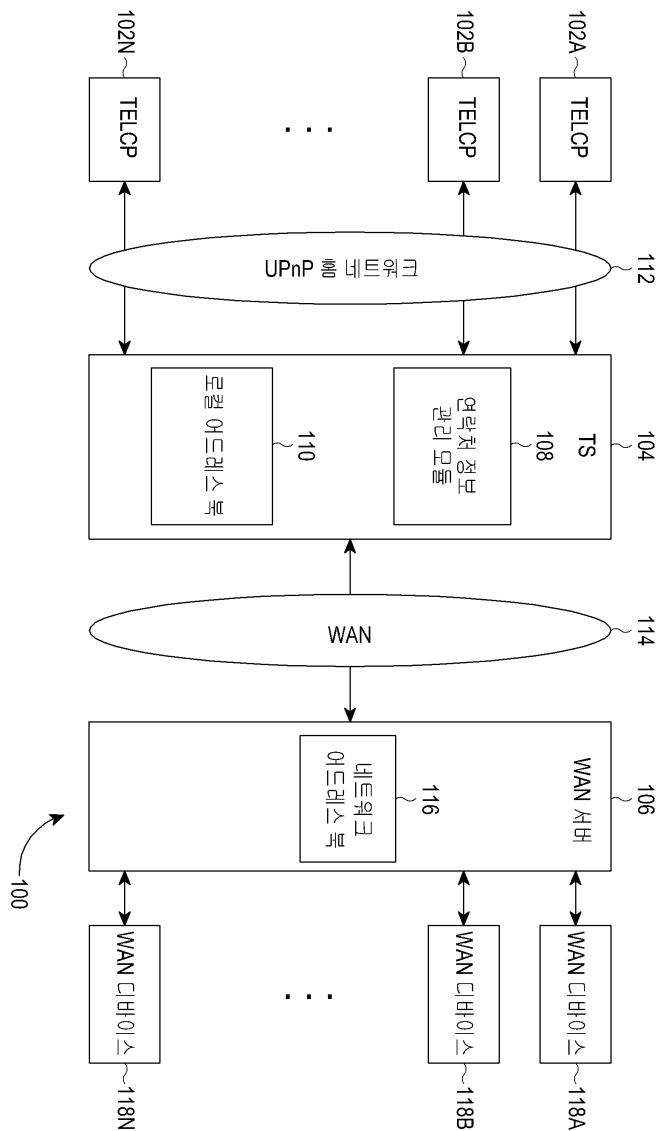 112
104
114
106
102A
TELCP
TS
WAN 서버
WAN 디바이스
118A
108
연락처 정보
관리 모듈
102B
TELCP
WAN 디바이스
118B
116
UPnP 홈 네트워크
WAN
네트워크
어드레스 북
. . .
. . .
110
로컬 어드레스 북
102N
TELCP
WAN 디바이스
118N
100